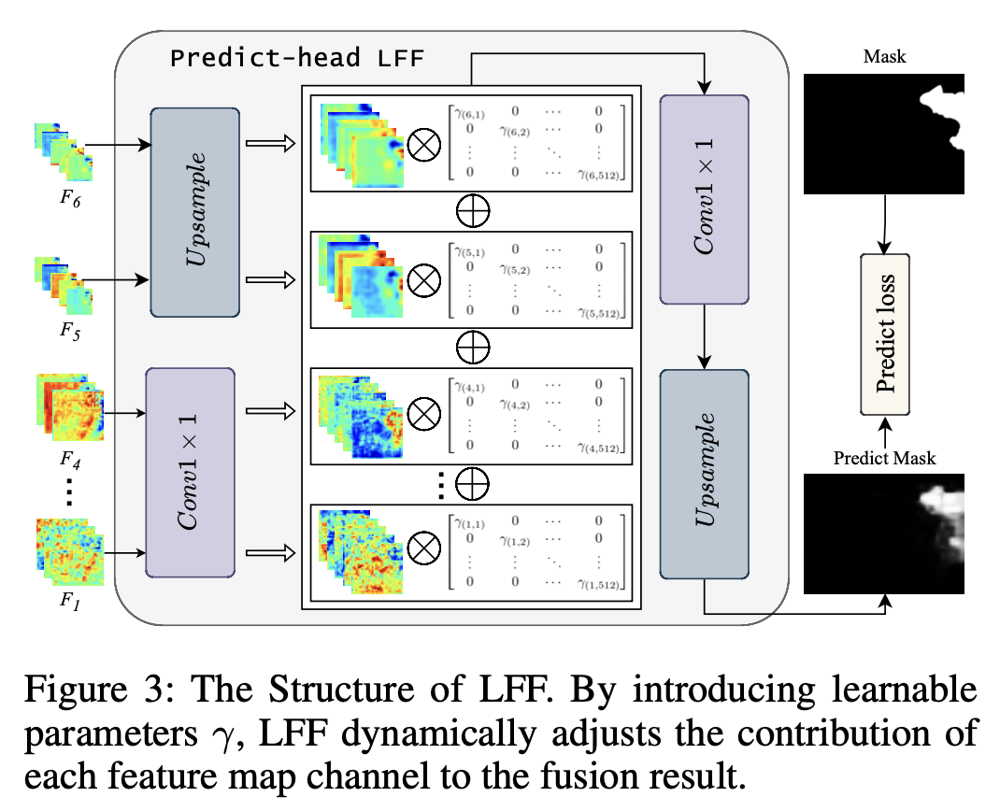 Predict-head LFF
Mask
F6
F5
F4
⋮
F1
Upsample
Conv1 × 1
γ(6,1) 0 ⋯ 0
0 γ(6,2) ⋯ 0
⋮ ⋮ ⋱ ⋮
0 0 ⋯ γ(6,512)
γ(5,1) 0 ⋯ 0
0 γ(5,2) ⋯ 0
⋮ ⋮ ⋱ ⋮
0 0 ⋯ γ(5,512)
γ(4,1) 0 ⋯ 0
0 γ(4,2) ⋯ 0
⋮ ⋮ ⋱ ⋮
0 0 ⋯ γ(4,512)
⋮
γ(1,1) 0 ⋯ 0
0 γ(1,2) ⋯ 0
⋮ ⋮ ⋱ ⋮
0 0 ⋯ γ(1,512)
Conv1 × 1
Upsample
Predict loss
Predict Mask
Figure 3: The Structure of LFF. By introducing learnable
parameters γ, LFF dynamically adjusts the contribution of
each feature map channel to the fusion result.